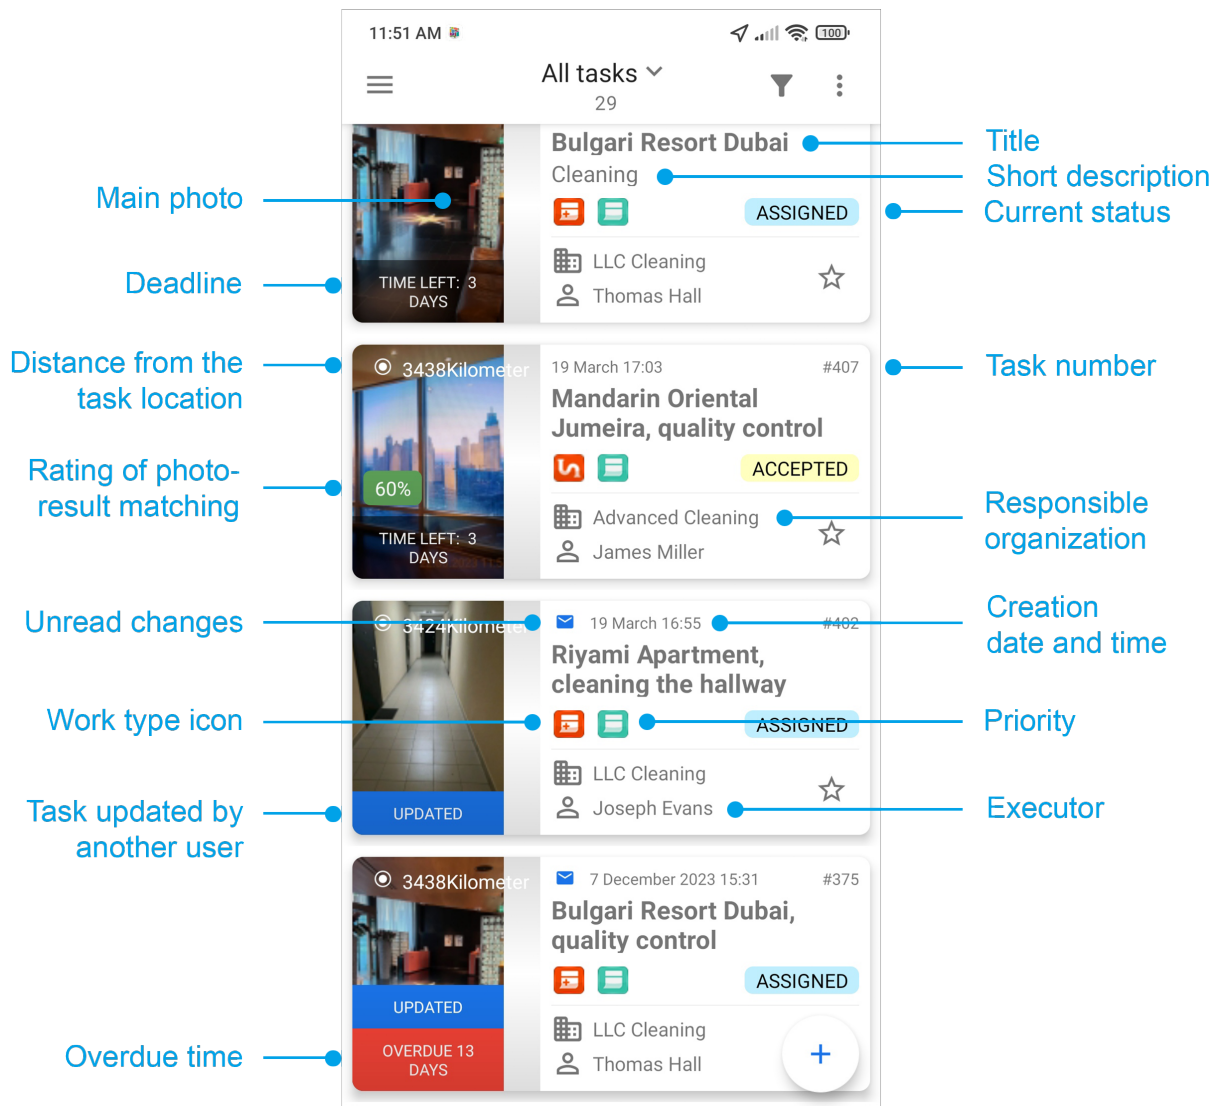 11:51 AM
100
All tasks
29
Main photo
Deadline
Distance from the
task location
Rating of photo-
result matching
Unread changes
Work type icon
Task updated by
another user
Overdue time
Bulgari Resort Dubai
Cleaning
ASSIGNED
LLC Cleaning
Thomas Hall
TIME LEFT: 3
DAYS
3438Kilometer
19 March 17:03
#407
Mandarin Oriental
Jumeira, quality control
ACCEPTED
60%
Advanced Cleaning
James Miller
TIME LEFT: 3
DAYS
3424Kilometer
19 March 16:55
#402
Riyami Apartment,
cleaning the hallway
ASSIGNED
LLC Cleaning
Joseph Evans
UPDATED
3438Kilometer
7 December 2023 15:31
#375
Bulgari Resort Dubai,
quality control
ASSIGNED
UPDATED
LLC Cleaning
Thomas Hall
OVERDUE 13
DAYS
+
Title
Short description
Current status
Task number
Responsible
organization
Creation
date and time
Priority
Executor